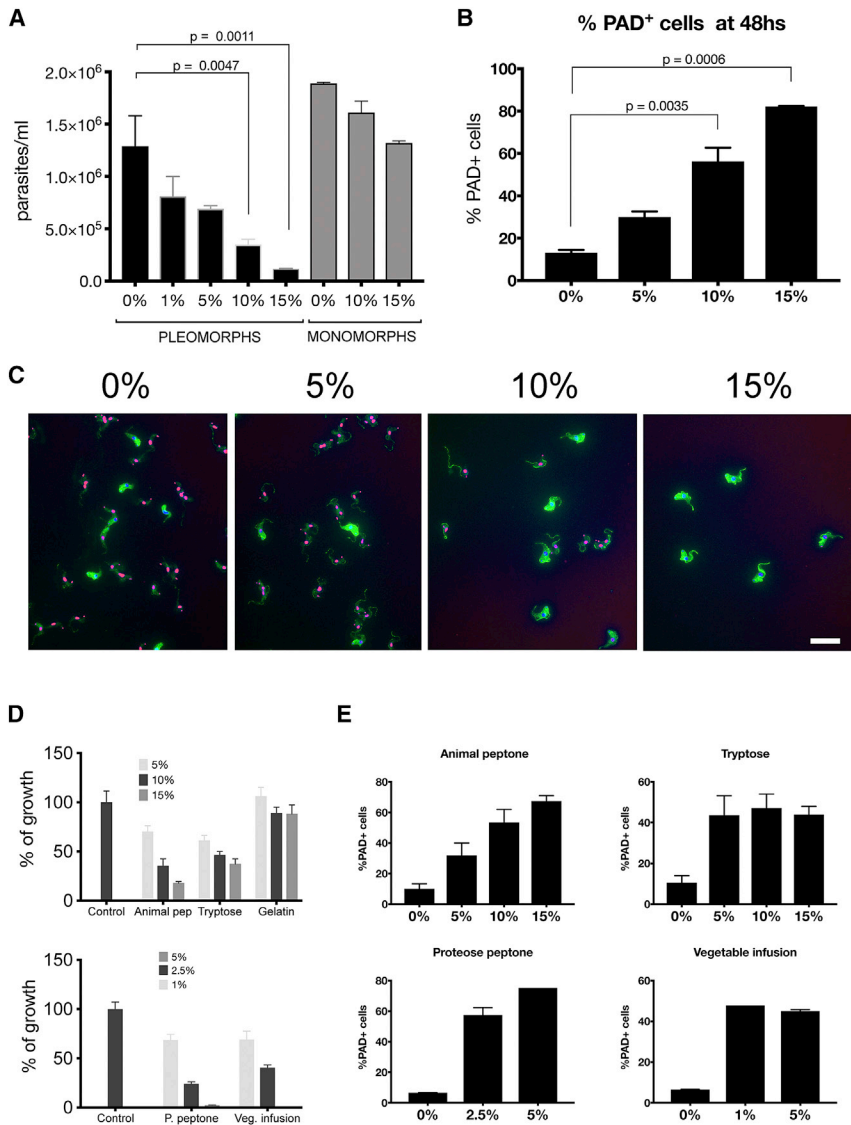 A
p = 0.0011
p = 0.0047
parasites/ml
2.0×10⁶
1.5×10⁶
1.0×10⁶
5.0×10⁵
0.0
0% 1% 5% 10% 15% 0% 10% 15%
PLEOMORPHS MONOMORPHS
B
% PAD⁺ cells at 48hs
p = 0.0006
p = 0.0035
% PAD+ cells
100
80
60
40
20
0
0% 5% 10% 15%
C
0% 5% 10% 15%
D
% of growth
150
100
50
0
5%
10%
15%
Control Animal pep Tryptose Gelatin
% of growth
150
100
50
0
5%
2.5%
1%
Control P. peptone Veg. infusion
E
Animal peptone
%PAD+ cells
80
60
40
20
0
0% 5% 10% 15%
Tryptose
%PAD+ cells
60
40
20
0
0% 5% 10% 15%
Proteose peptone
%PAD+ cells
80
60
40
20
0
0% 2.5% 5%
Vegetable infusion
%PAD+ cells
60
40
20
0
0% 1% 5%